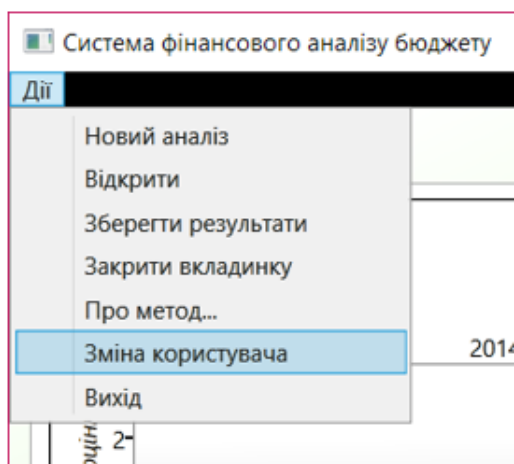 Система фінансового аналізу бюджету
Дії
Новий аналіз
Відкрити
Зберегти результати
Закрити вкладинку
Про метод...
Зміна користувача
2014
Вихід
2